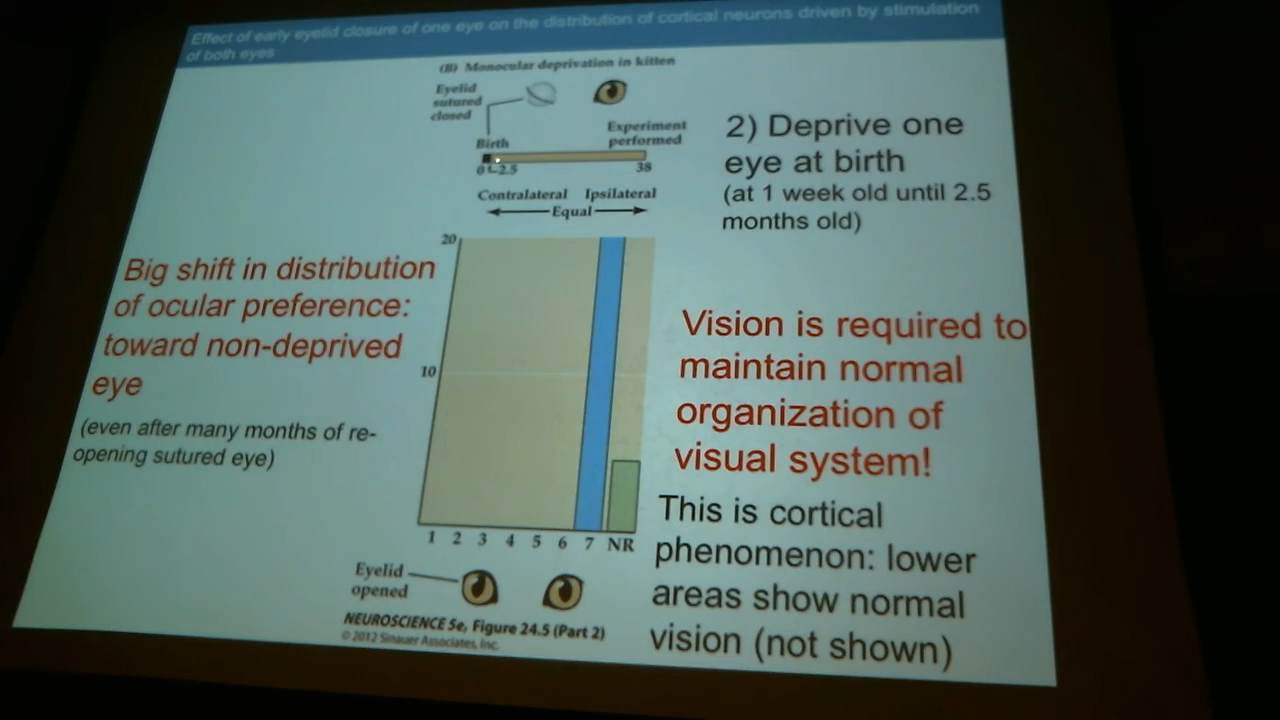 Effect of early eyelid closure of one eye on the distribution of cortical neurons driven by stimulation
of both eyes
(B) Monocular deprivation in kitten
Eyelid
sutured
closed
Birth
Experiment
performed
0 2.5
38
Contralateral Ipsilateral
Equal
2) Deprive one
eye at birth
(at 1 week old until 2.5
months old)
20
10
Big shift in distribution
of ocular preference:
toward non-deprived
eye
(even after many months of re-
opening sutured eye)
Vision is required to
maintain normal
organization of
visual system!
This is cortical
phenomenon: lower
areas show normal
vision (not shown)
1 2 3 4 5 6 7 NR
Eyelid
opened
NEUROSCIENCE 5e, Figure 24.5 (Part 2)
© 2012 Sinauer Associates, Inc.